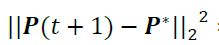 ||𝑷(t + 1) − 𝑷*||₂²